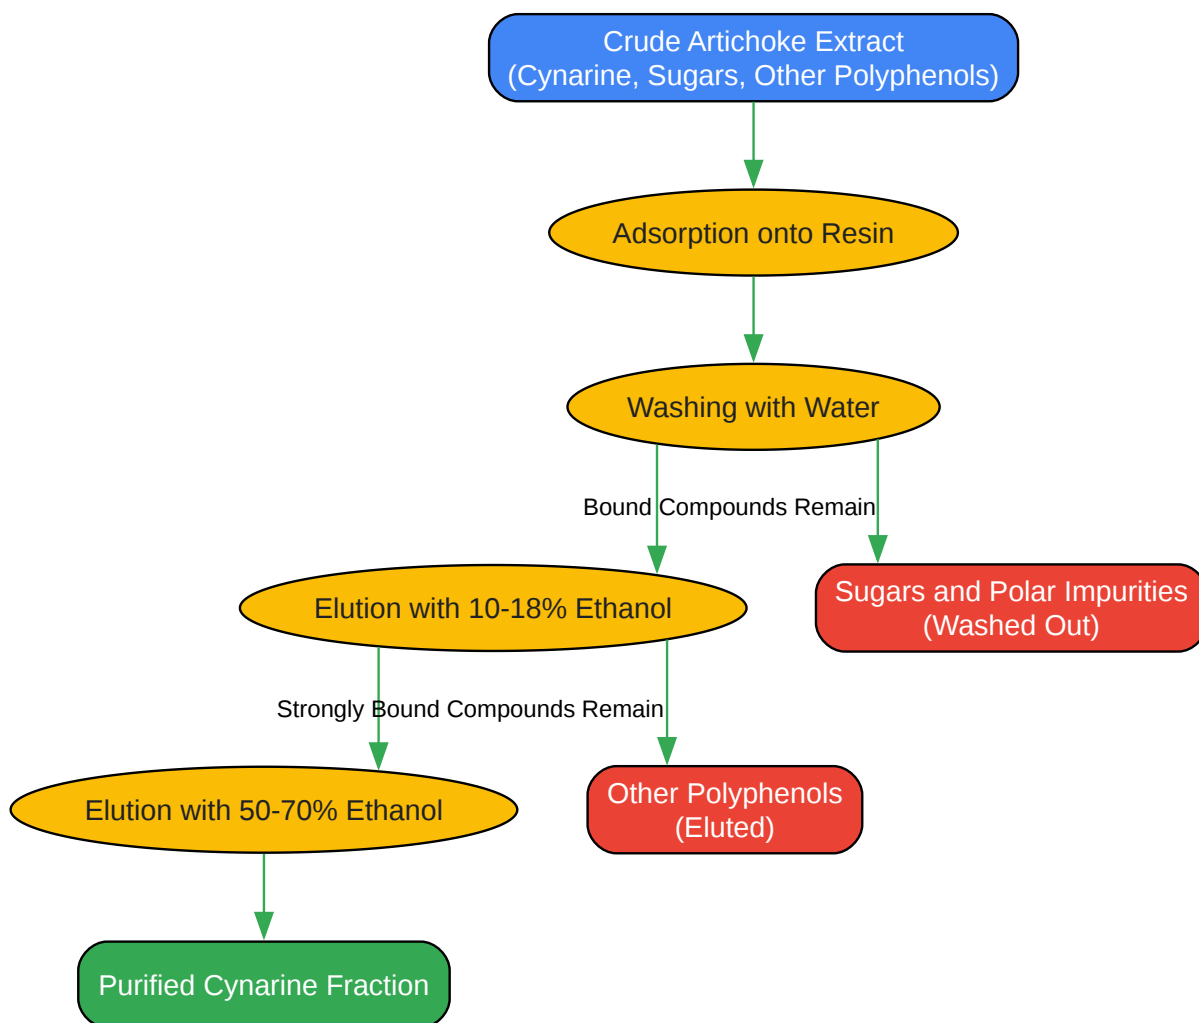 Crude Artichoke Extract
(Cynarine, Sugars, Other Polyphenols)
Adsorption onto Resin
Washing with Water
Bound Compounds Remain
Elution with 10-18% Ethanol
Sugars and Polar Impurities
(Washed Out)
Strongly Bound Compounds Remain
Elution with 50-70% Ethanol
Other Polyphenols
(Eluted)
Purified Cynarine Fraction